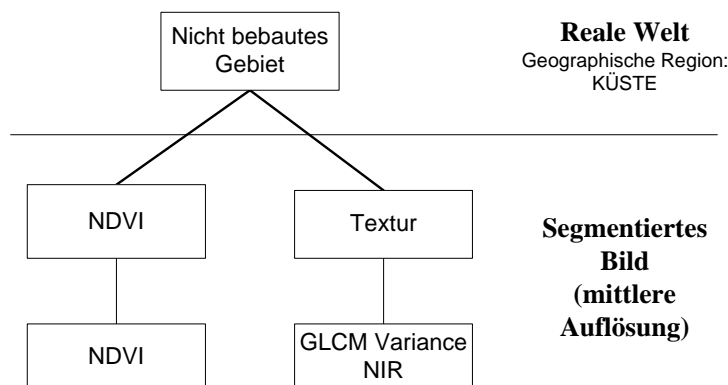 Nicht bebautes
Gebiet
Reale Welt
Geographische Region:
KÜSTE
NDVI
Textur
Segmentiertes
Bild
(mittlere
Auflösung)
NDVI
GLCM Variance
NIR